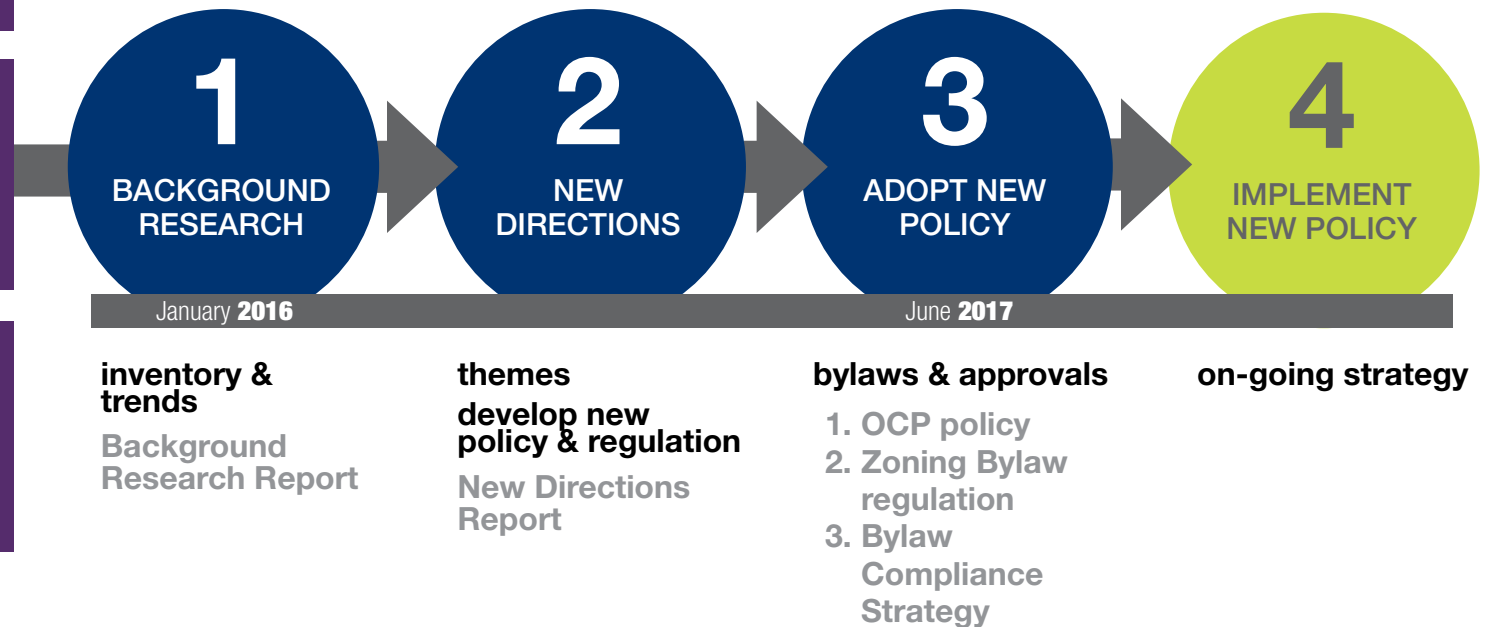 1
BACKGROUND
RESEARCH
2
NEW
DIRECTIONS
3
ADOPT NEW
POLICY
4
IMPLEMENT
NEW POLICY
January 2016
June 2017
inventory &
trends
Background
Research Report
themes
develop new
policy & regulation
New Directions
Report
bylaws & approvals
1. OCP policy
2. Zoning Bylaw
regulation
3. Bylaw
Compliance
Strategy
on-going strategy